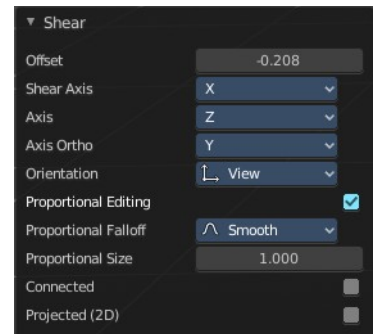 Shear
Offset -0.208
Shear Axis X
Axis Z
Axis Ortho Y
Orientation View
Proportional Editing
Proportional Falloff Smooth
Proportional Size 1.000
Connected
Projected (2D)